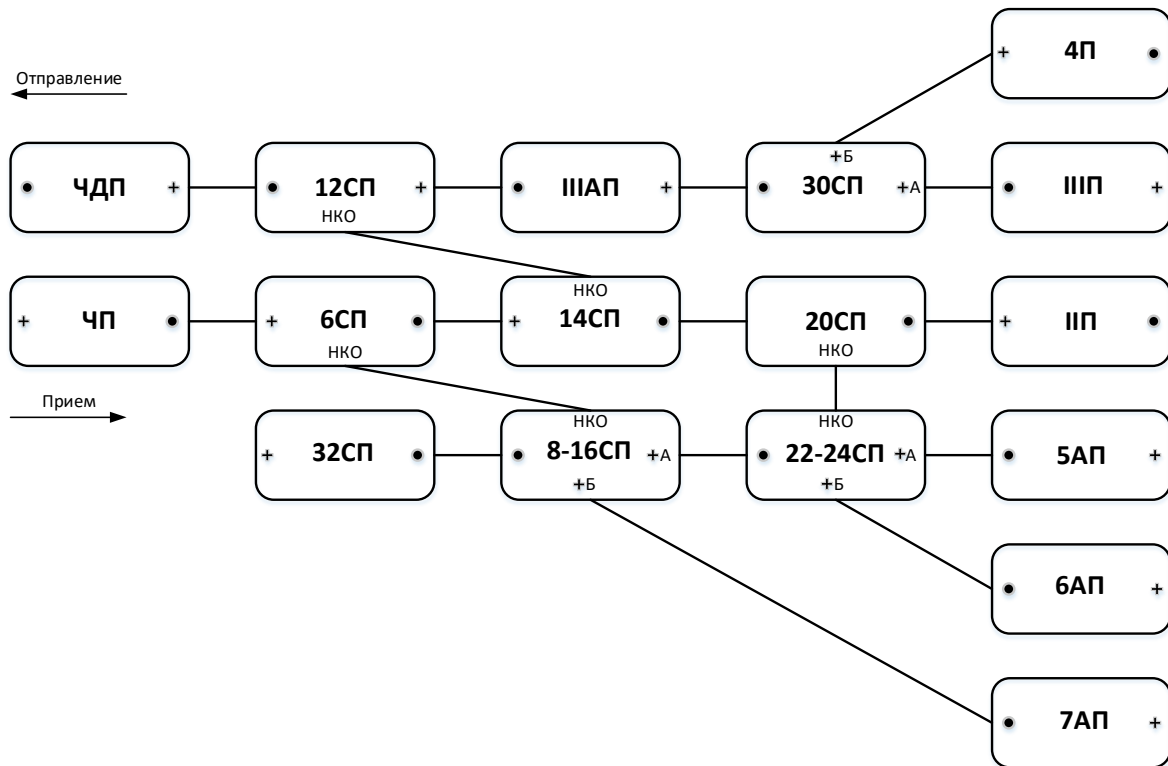 4П
+ ●
Отправление
+Б
ЧДП
● +
12СП
● +
НКО
IIIАП
● +
30СП
● +А
IIIП
● +
НКО
ЧП
+ ●
6СП
+ ●
НКО
14СП
+ ●
20СП
●
НКО
IIП
+ ●
Прием
НКО
НКО
32СП
+ ●
8-16СП
● +А
+Б
22-24СП
● +А
+Б
5АП
● +
6АП
● +
7АП
● +